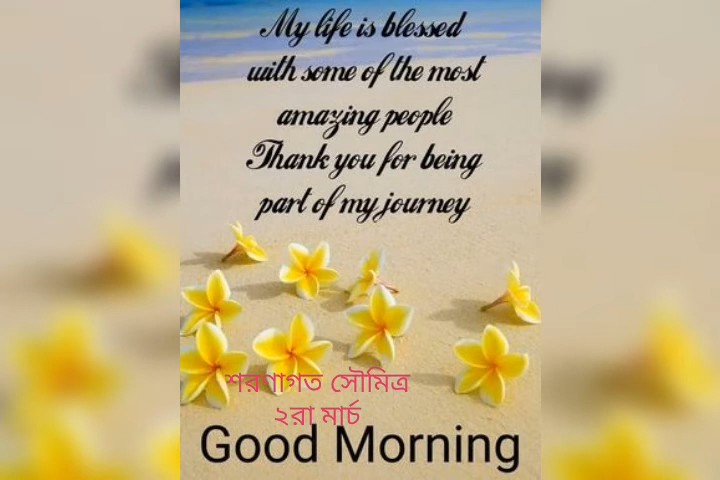 My life is blessed
with some of the most
amazing people
Thank you for being
part of my journey
শরণাগত সৌমিত্র
২রা মার্চ
Good Morning